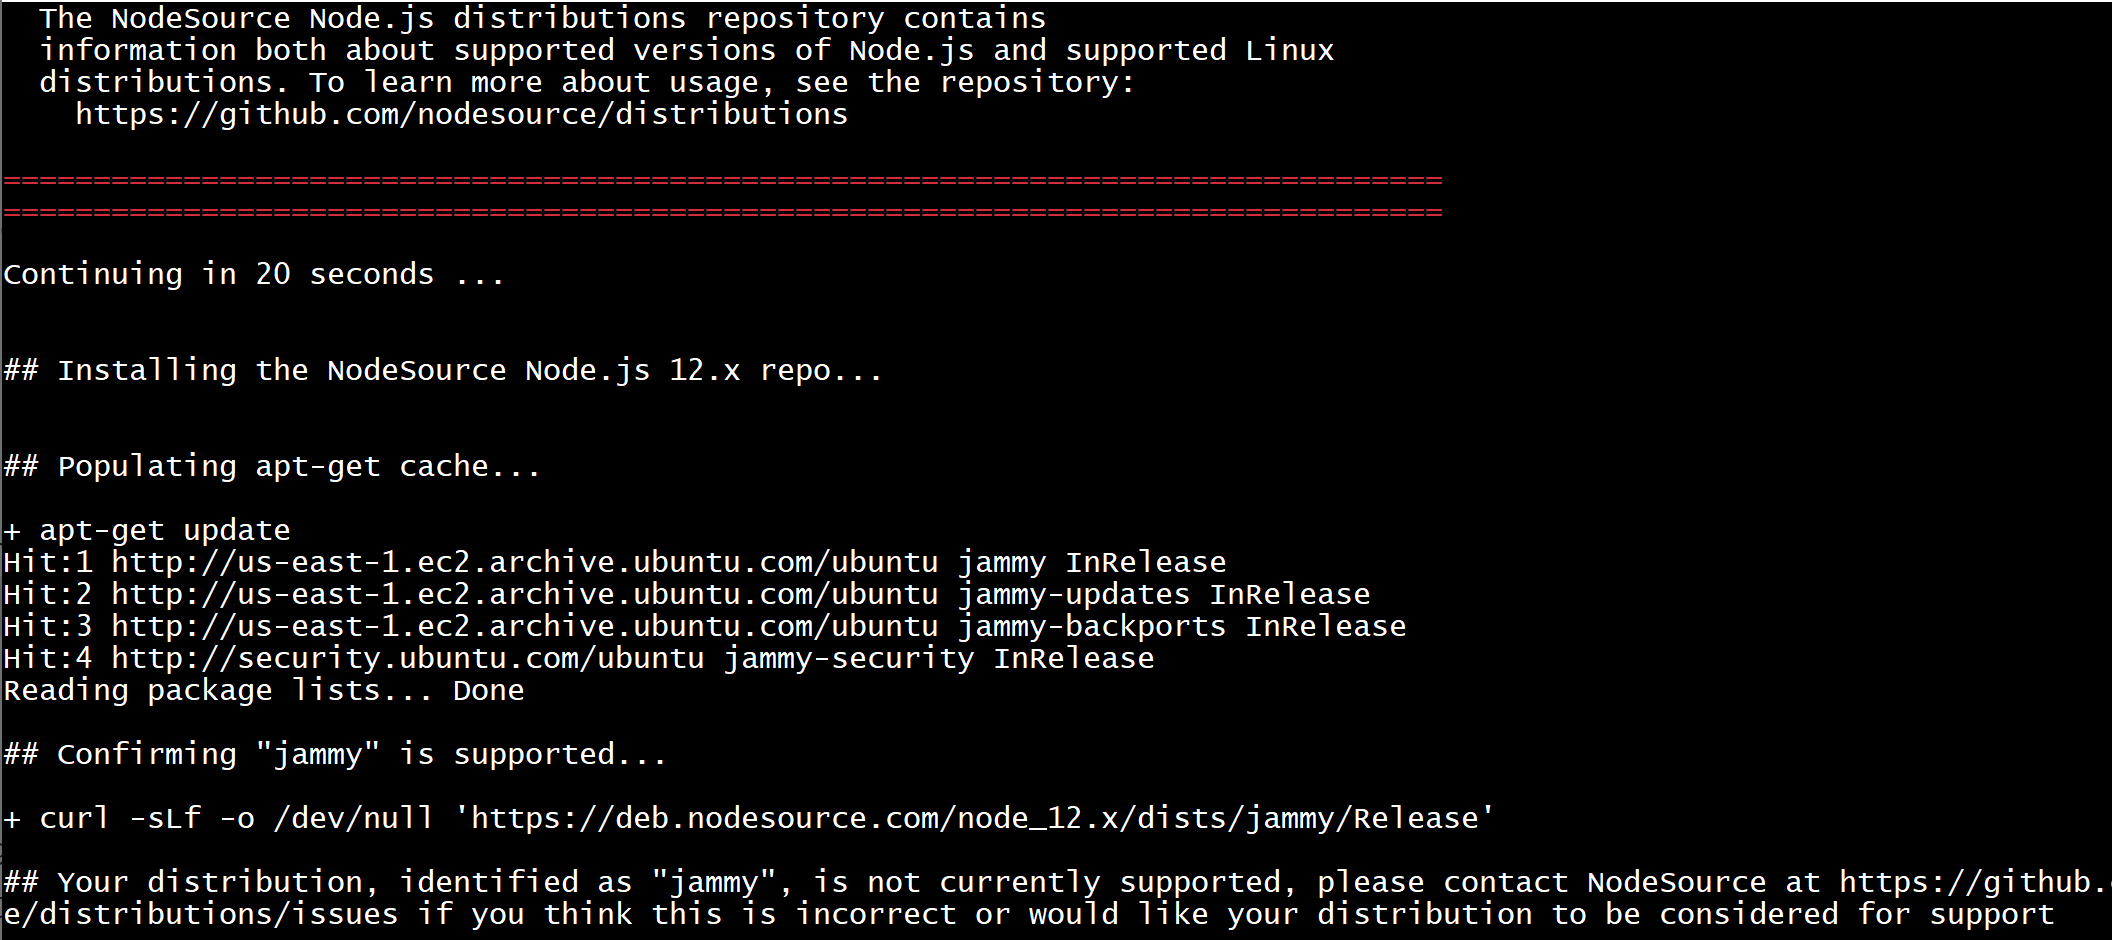 The NodeSource Node.js distributions repository contains
information both about supported versions of Node.js and supported Linux
distributions. To learn more about usage, see the repository:
https://github.com/nodesource/distributions
================================================================================
================================================================================
Continuing in 20 seconds ...
## Installing the NodeSource Node.js 12.x repo...
## Populating apt-get cache...
+ apt-get update
Hit:1 http://us-east-1.ec2.archive.ubuntu.com/ubuntu jammy InRelease
Hit:2 http://us-east-1.ec2.archive.ubuntu.com/ubuntu jammy-updates InRelease
Hit:3 http://us-east-1.ec2.archive.ubuntu.com/ubuntu jammy-backports InRelease
Hit:4 http://security.ubuntu.com/ubuntu jammy-security InRelease
Reading package lists... Done
## Confirming "jammy" is supported...
+ curl -sLf -o /dev/null 'https://deb.nodesource.com/node_12.x/dists/jammy/Release'
## Your distribution, identified as "jammy", is not currently supported, please contact NodeSource at https://github.
e/distributions/issues if you think this is incorrect or would like your distribution to be considered for support